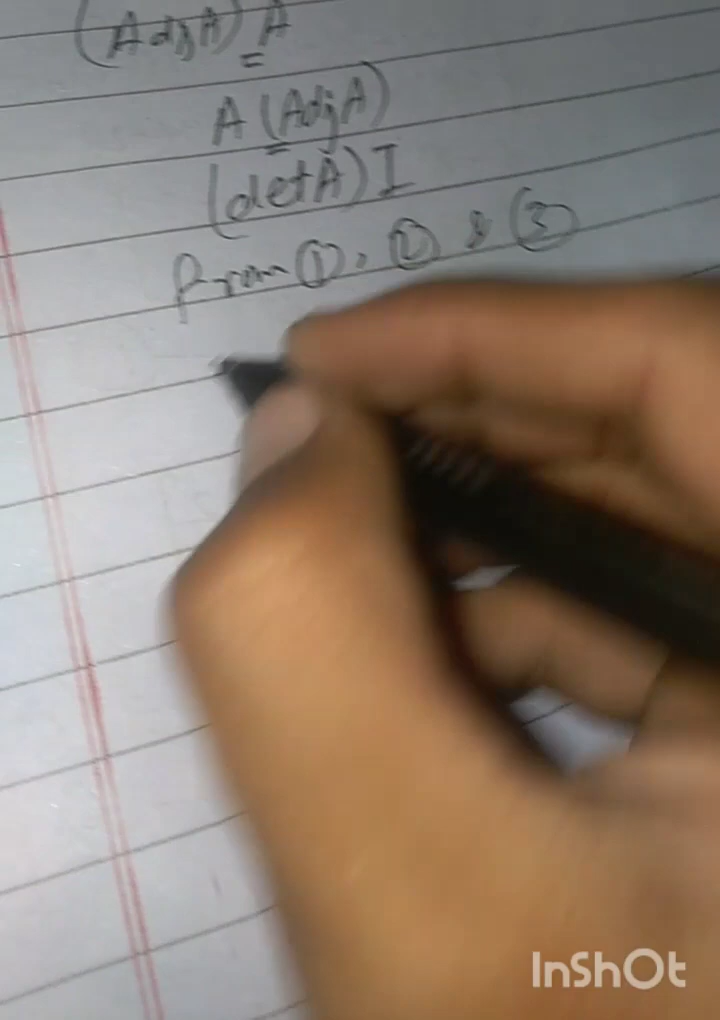 (AdjA) A
=
A (AdjA)
=
(detA) I
From ①, ② & ③
InShOt